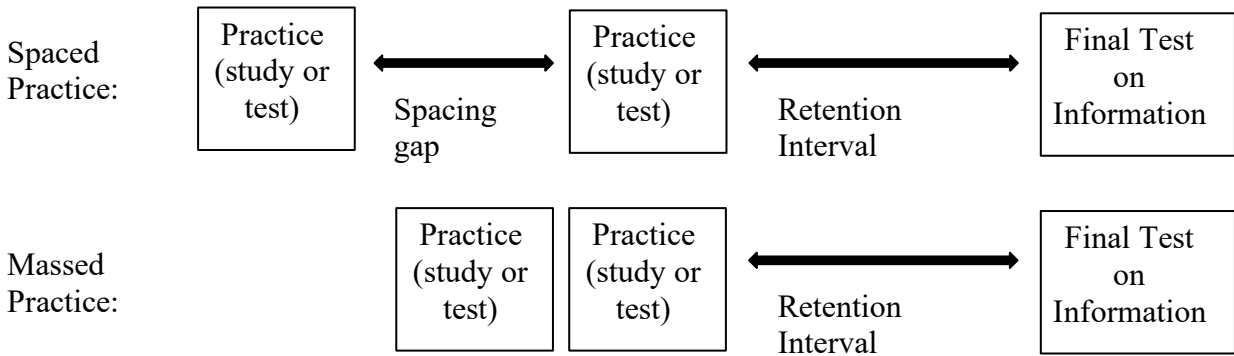 Spaced
Practice:
Practice
(study or
test)
Spacing
gap
Practice
(study or
test)
Retention
Interval
Final Test
on
Information
Massed
Practice:
Practice
(study or
test)
Practice
(study or
test)
Retention
Interval
Final Test
on
Information